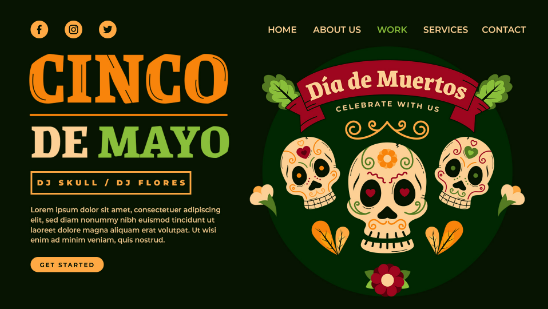 HOME ABOUT US WORK SERVICES CONTACT
CINCO
DE MAYO
DJ SKULL / DJ FLORES
Lorem ipsum dolor sit amet, consectetuer adipiscing
elit, sed diam nonummy nibh euismod tincidunt ut
laoreet dolore magna aliquam erat volutpat. Ut wisi
enim ad minim veniam, quis nostrud.
GET STARTED
Día de Muertos
CELEBRATE WITH US